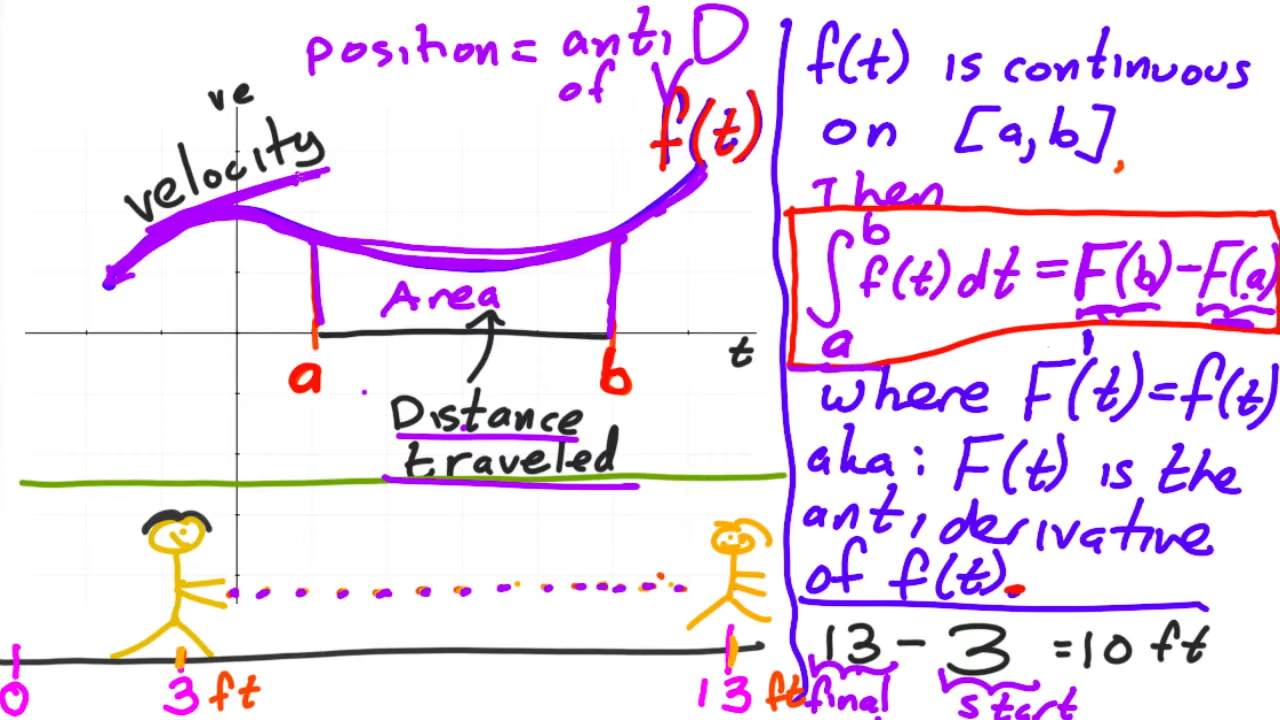 position = anti D
of V
ve
velocity
f(t)
Area
t
a
b
Distance
traveled
0
3 ft
13 ft
f(t) is continuous
on [a,b],
Then
∫ₐᵇ f(t) dt = F(b) - F(a)
where F'(t) = f(t)
aka: F(t) is the
antiderivative
of f(t).
13 - 3 = 10 ft
final start